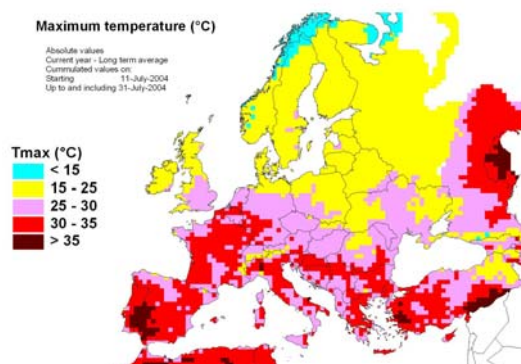 Maximum temperature (°C)
Absolute values
Current year - Long term average
Cummulated values on:
Starting 11-July-2004
Up to and including 31-July-2004
Tmax (°C)
< 15
15 - 25
25 - 30
30 - 35
> 35